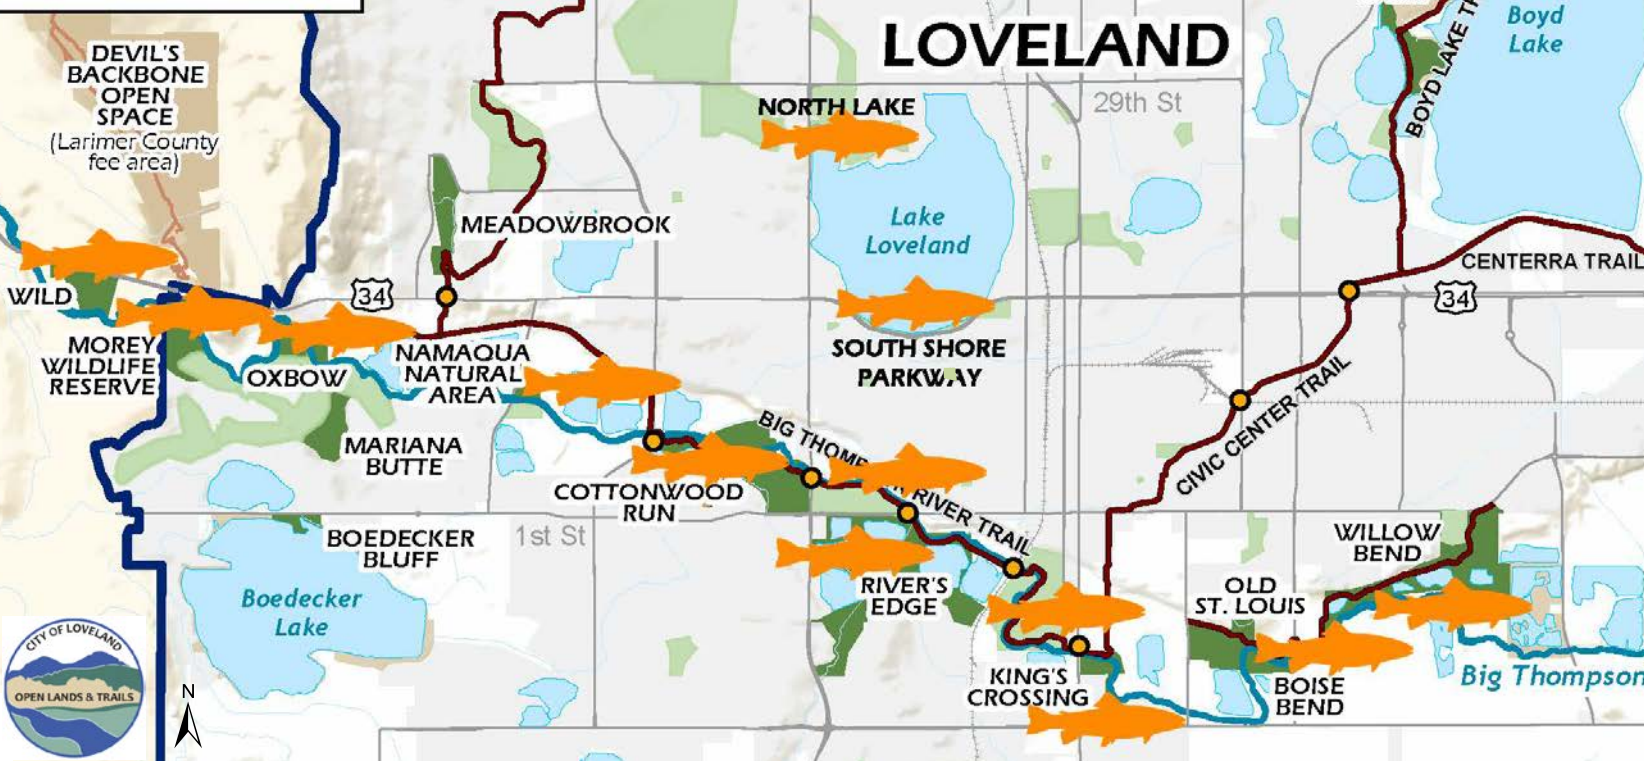 LOVELAND
Boyd
Lake
DEVIL'S
BACKBONE
OPEN
SPACE
(Larimer County
fee area)
NORTH LAKE
29th St
BOYD LAKE
MEADOWBROOK
Lake
Loveland
CENTERRA TRAIL
WILD
34
34
MOREY
WILDLIFE
RESERVE
OXBOW
NAMAQUA
NATURAL
AREA
SOUTH SHORE
PARKWAY
MARIANA
BUTTE
BIG
RIVER TRAIL
CIVIC CENTER TRAIL
COTTONWOOD
RUN
1st St
BOEDECKER
BLUFF
WILLOW
BEND
RIVER'S
EDGE
OLD
ST. LOUIS
Boedecker
Lake
CITY OF LOVELAND
OPEN LANDS & TRAILS
N
KING'S
CROSSING
BOISE
BEND
Big Thompson